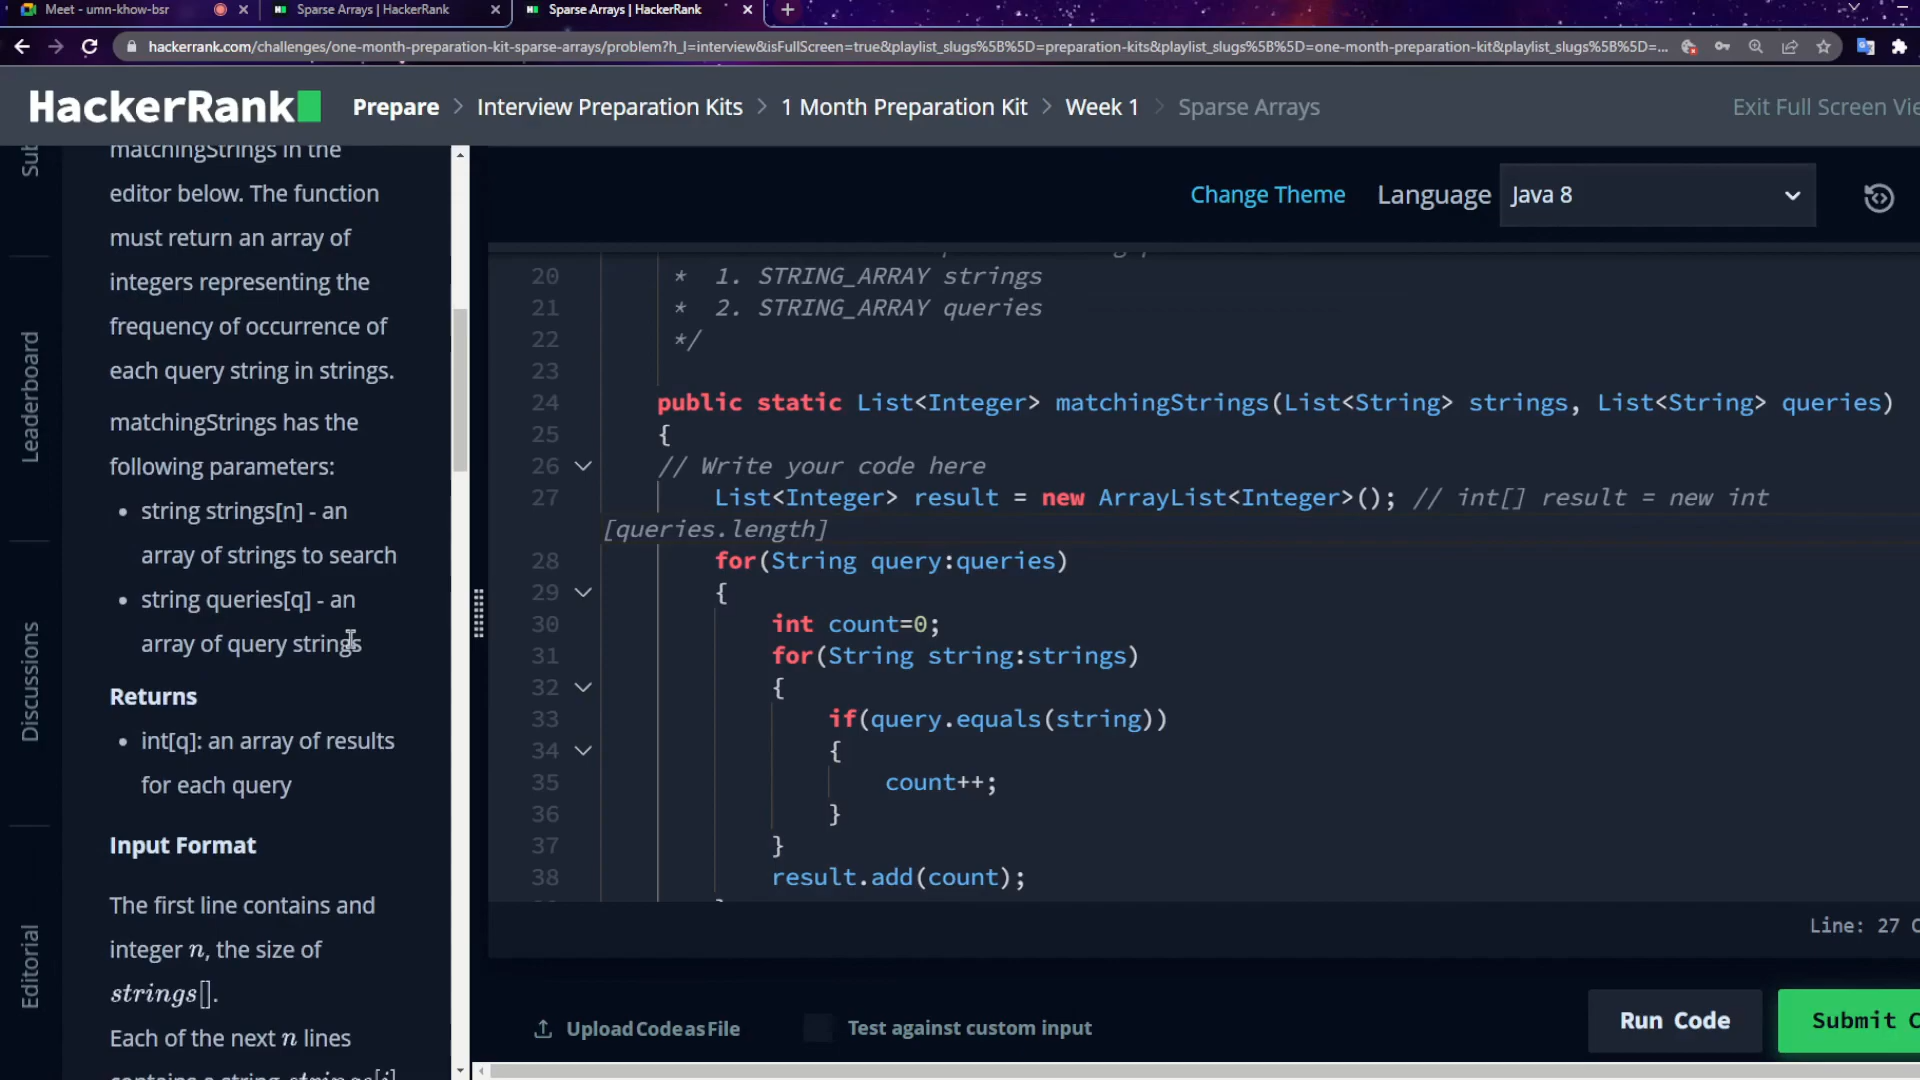 Meet - umn-khow-bsr
Sparse Arrays | HackerRank
Sparse Arrays | HackerRank
hackerrank.com/challenges/one-month-preparation-kit-sparse-arrays/problem?h_l=interview&isFullScreen=true&playlist_slugs%5B%5D=preparation-kits&playlist_slugs%5B%5D=one-month-preparation-kit&playlist_slugs%5B%5D=...
HackerRank
Prepare > Interview Preparation Kits > 1 Month Preparation Kit > Week 1 > Sparse Arrays
Exit Full Screen Vie
Sub
Leaderboard
Discussions
Editorial
matchingStrings in the
editor below. The function
must return an array of
integers representing the
frequency of occurrence of
each query string in strings.
matchingStrings has the
following parameters:
• string strings[n] - an
array of strings to search
• string queries[q] - an
array of query strings
Returns
• int[q]: an array of results
for each query
Input Format
The first line contains and
integer n, the size of
strings[].
Each of the next n lines
contains a string strings[i]
Change Theme
Language
Java 8
20 * 1. STRING_ARRAY strings
21 * 2. STRING_ARRAY queries
22 */
23
24 public static List<Integer> matchingStrings(List<String> strings, List<String> queries)
25 {
26 // Write your code here
27 List<Integer> result = new ArrayList<Integer>(); // int[] result = new int
[queries.length]
28 for(String query:queries)
29 {
30 int count=0;
31 for(String string:strings)
32 {
33 if(query.equals(string))
34 {
35 count++;
36 }
37 }
38 result.add(count);
Line: 27 C
Upload Code as File
Test against custom input
Run Code
Submit C